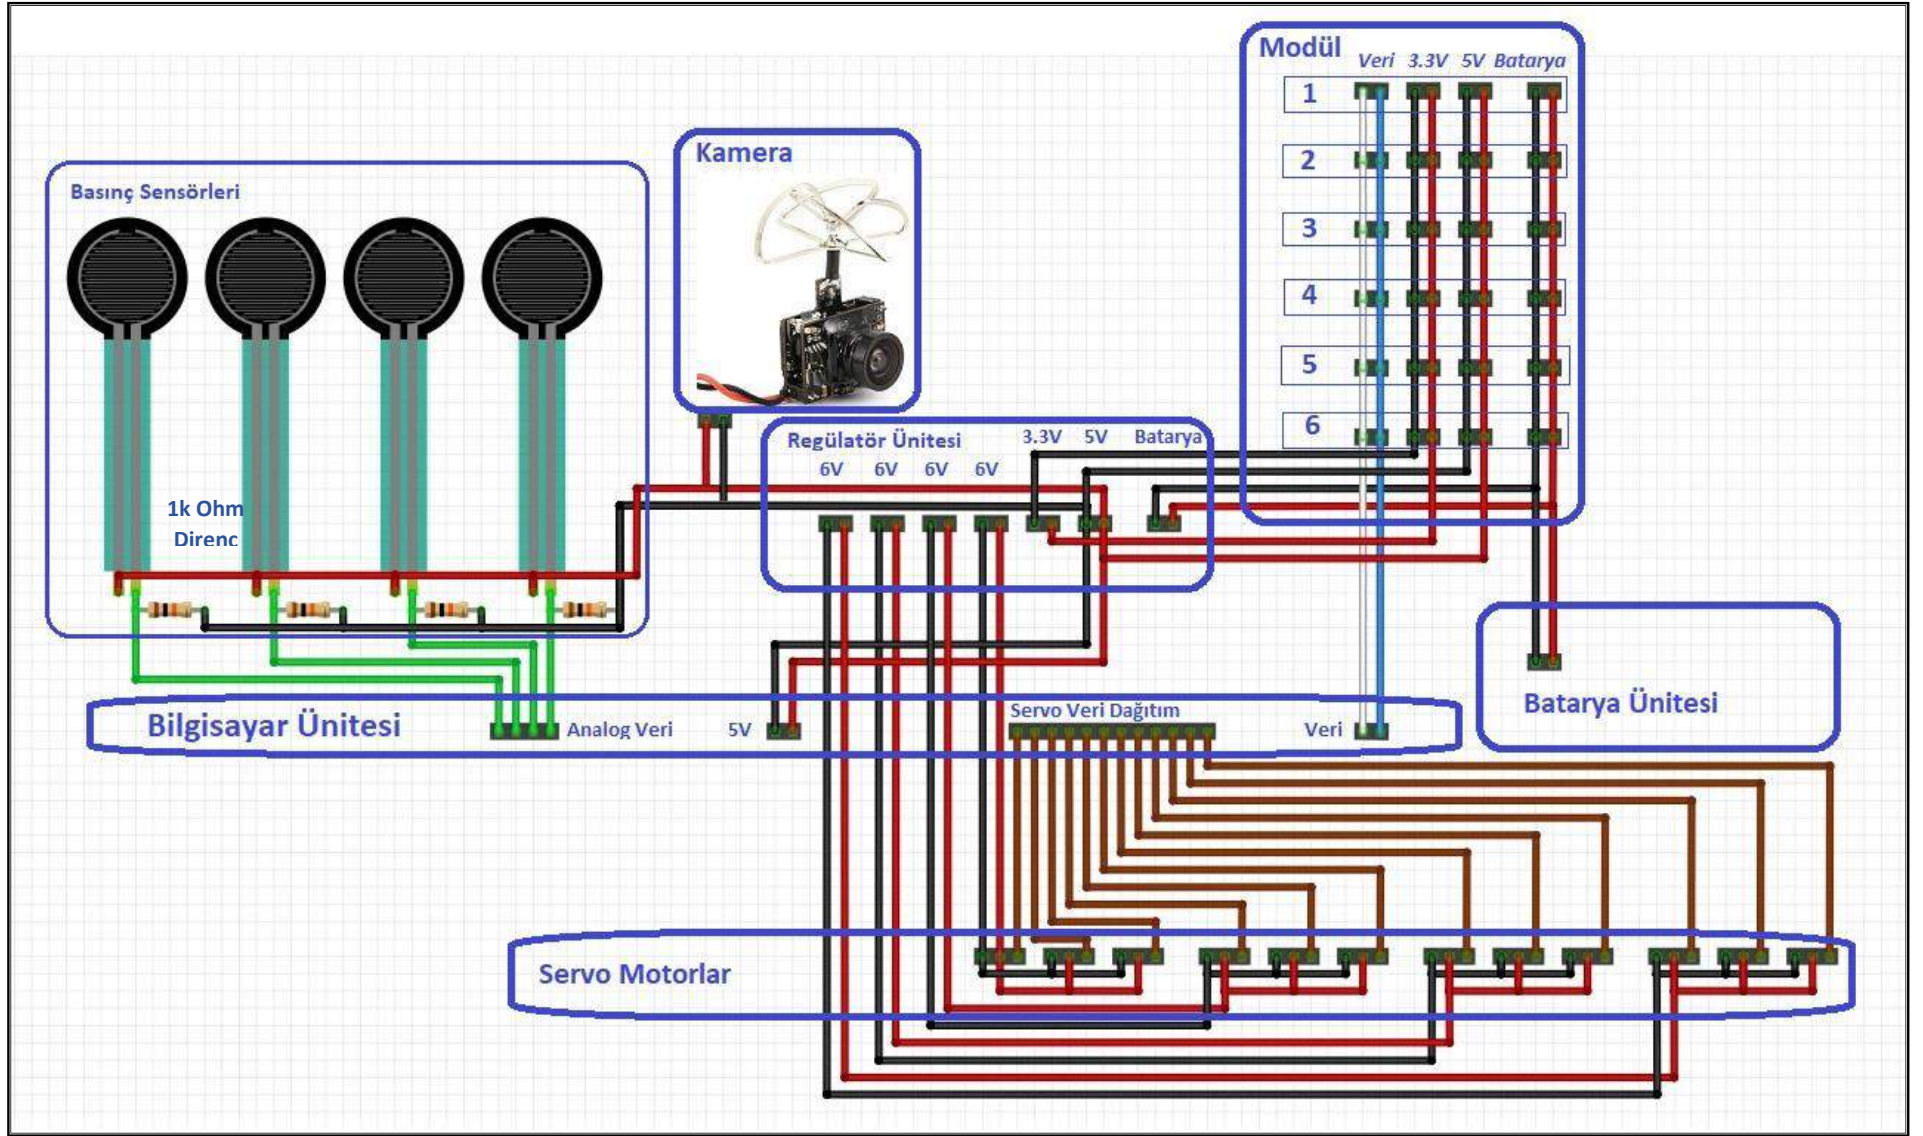 Modül
Veri 3.3V 5V Batarya
1
2
3
4
5
6
Kamera
Basınç Sensörleri
1k Ohm
Direnc
Regülatör Ünitesi
3.3V 5V Batarya
6V 6V 6V 6V
Bilgisayar Ünitesi
Analog Veri
5V
Servo Veri Dağıtım
Veri
Batarya Ünitesi
Servo Motorlar